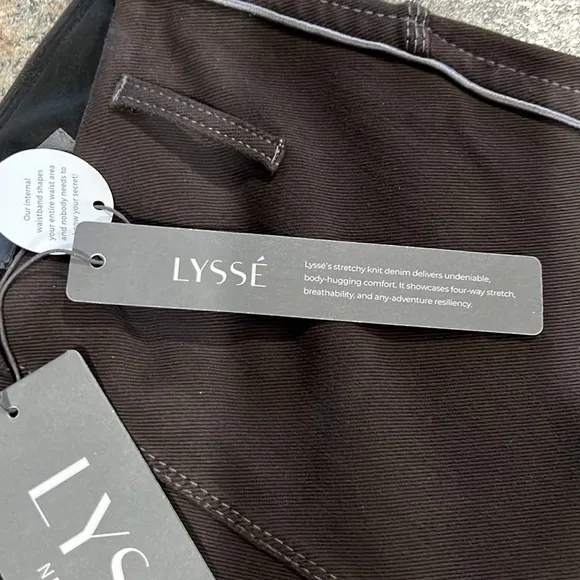 Our internal
waistband shapes
your entire waist area
and nobody needs to
know your secret!
LYSSÉ
Lyssé's stretchy knit denim delivers undeniable,
body-hugging comfort. It showcases four-way stretch,
breathability, and any-adventure resiliency.
LYS